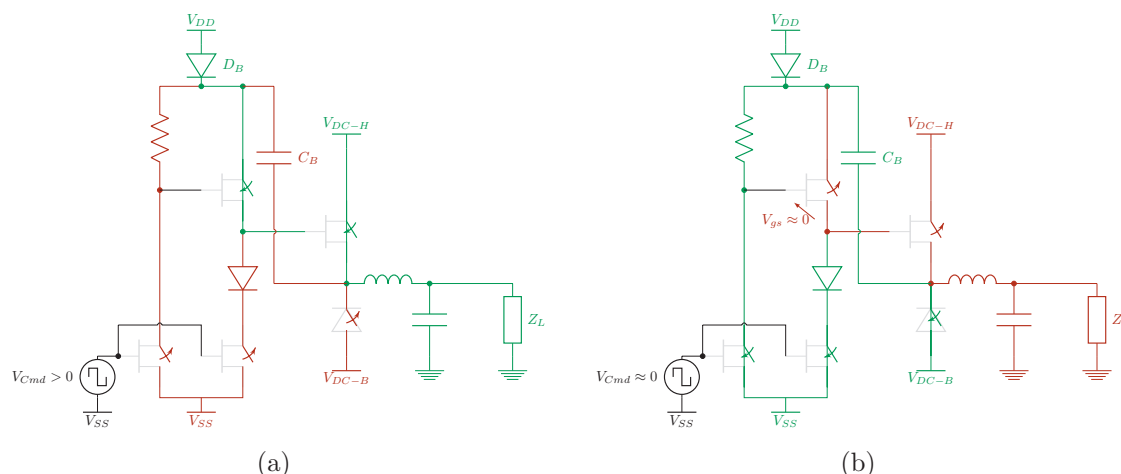 V_DD
D_B
V_DC−H
C_B
Z_L
V_Cmd > 0
V_DC−B
V_SS
V_SS
(a)
V_DD
D_B
V_DC−H
C_B
V_gs ≈ 0
Z
V_Cmd ≈ 0
V_DC−B
V_SS
V_SS
(b)